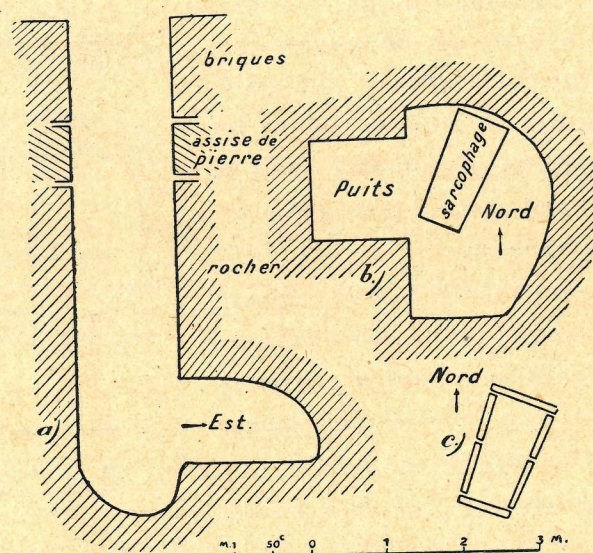 briques
assise de
pierre
rocher
a)
Est.
Puits
sarcophage
Nord
b.)
Nord
c.)
M.1 50c 0 1 2 3 M.